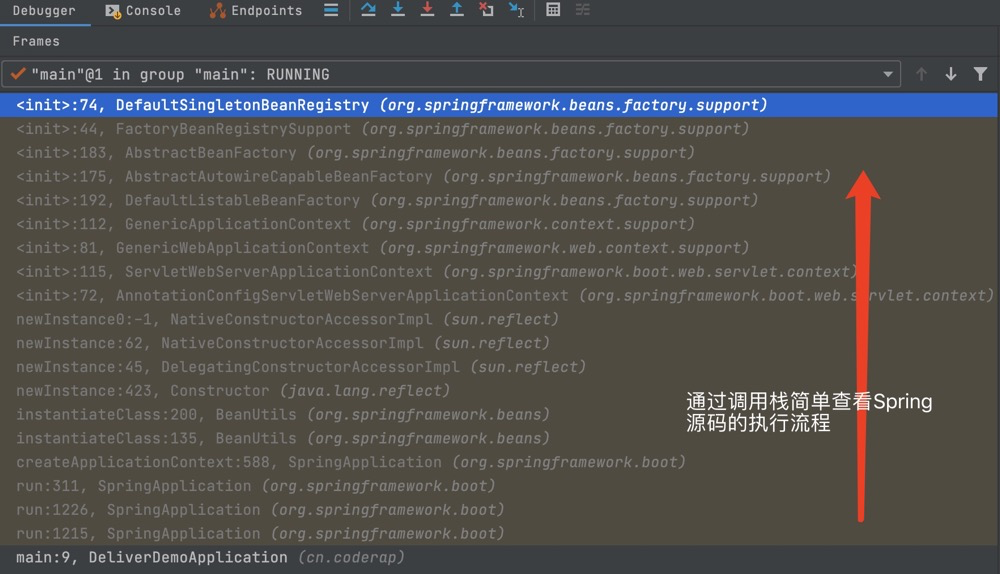 Debugger Console Endpoints
Frames
"main"@1 in group "main": RUNNING
<init>:74, DefaultSingletonBeanRegistry (org.springframework.beans.factory.support)
<init>:44, FactoryBeanRegistrySupport (org.springframework.beans.factory.support)
<init>:183, AbstractBeanFactory (org.springframework.beans.factory.support)
<init>:175, AbstractAutowireCapableBeanFactory (org.springframework.beans.factory.support)
<init>:192, DefaultListableBeanFactory (org.springframework.beans.factory.support)
<init>:112, GenericApplicationContext (org.springframework.context.support)
<init>:81, GenericWebApplicationContext (org.springframework.web.context.support)
<init>:115, ServletWebServerApplicationContext (org.springframework.boot.web.servlet.context)
<init>:72, AnnotationConfigServletWebServerApplicationContext (org.springframework.boot.web.servlet.context)
newInstance0:-1, NativeConstructorAccessorImpl (sun.reflect)
newInstance:62, NativeConstructorAccessorImpl (sun.reflect)
newInstance:45, DelegatingConstructorAccessorImpl (sun.reflect)
newInstance:423, Constructor (java.lang.reflect)
instantiateClass:200, BeanUtils (org.springframework.beans)
instantiateClass:135, BeanUtils (org.springframework.beans)
createApplicationContext:588, SpringApplication (org.springframework.boot)
run:311, SpringApplication (org.springframework.boot)
run:1226, SpringApplication (org.springframework.boot)
run:1215, SpringApplication (org.springframework.boot)
main:9, DeliverDemoApplication (cn.coderap)
通过调用栈简单查看Spring
源码的执行流程